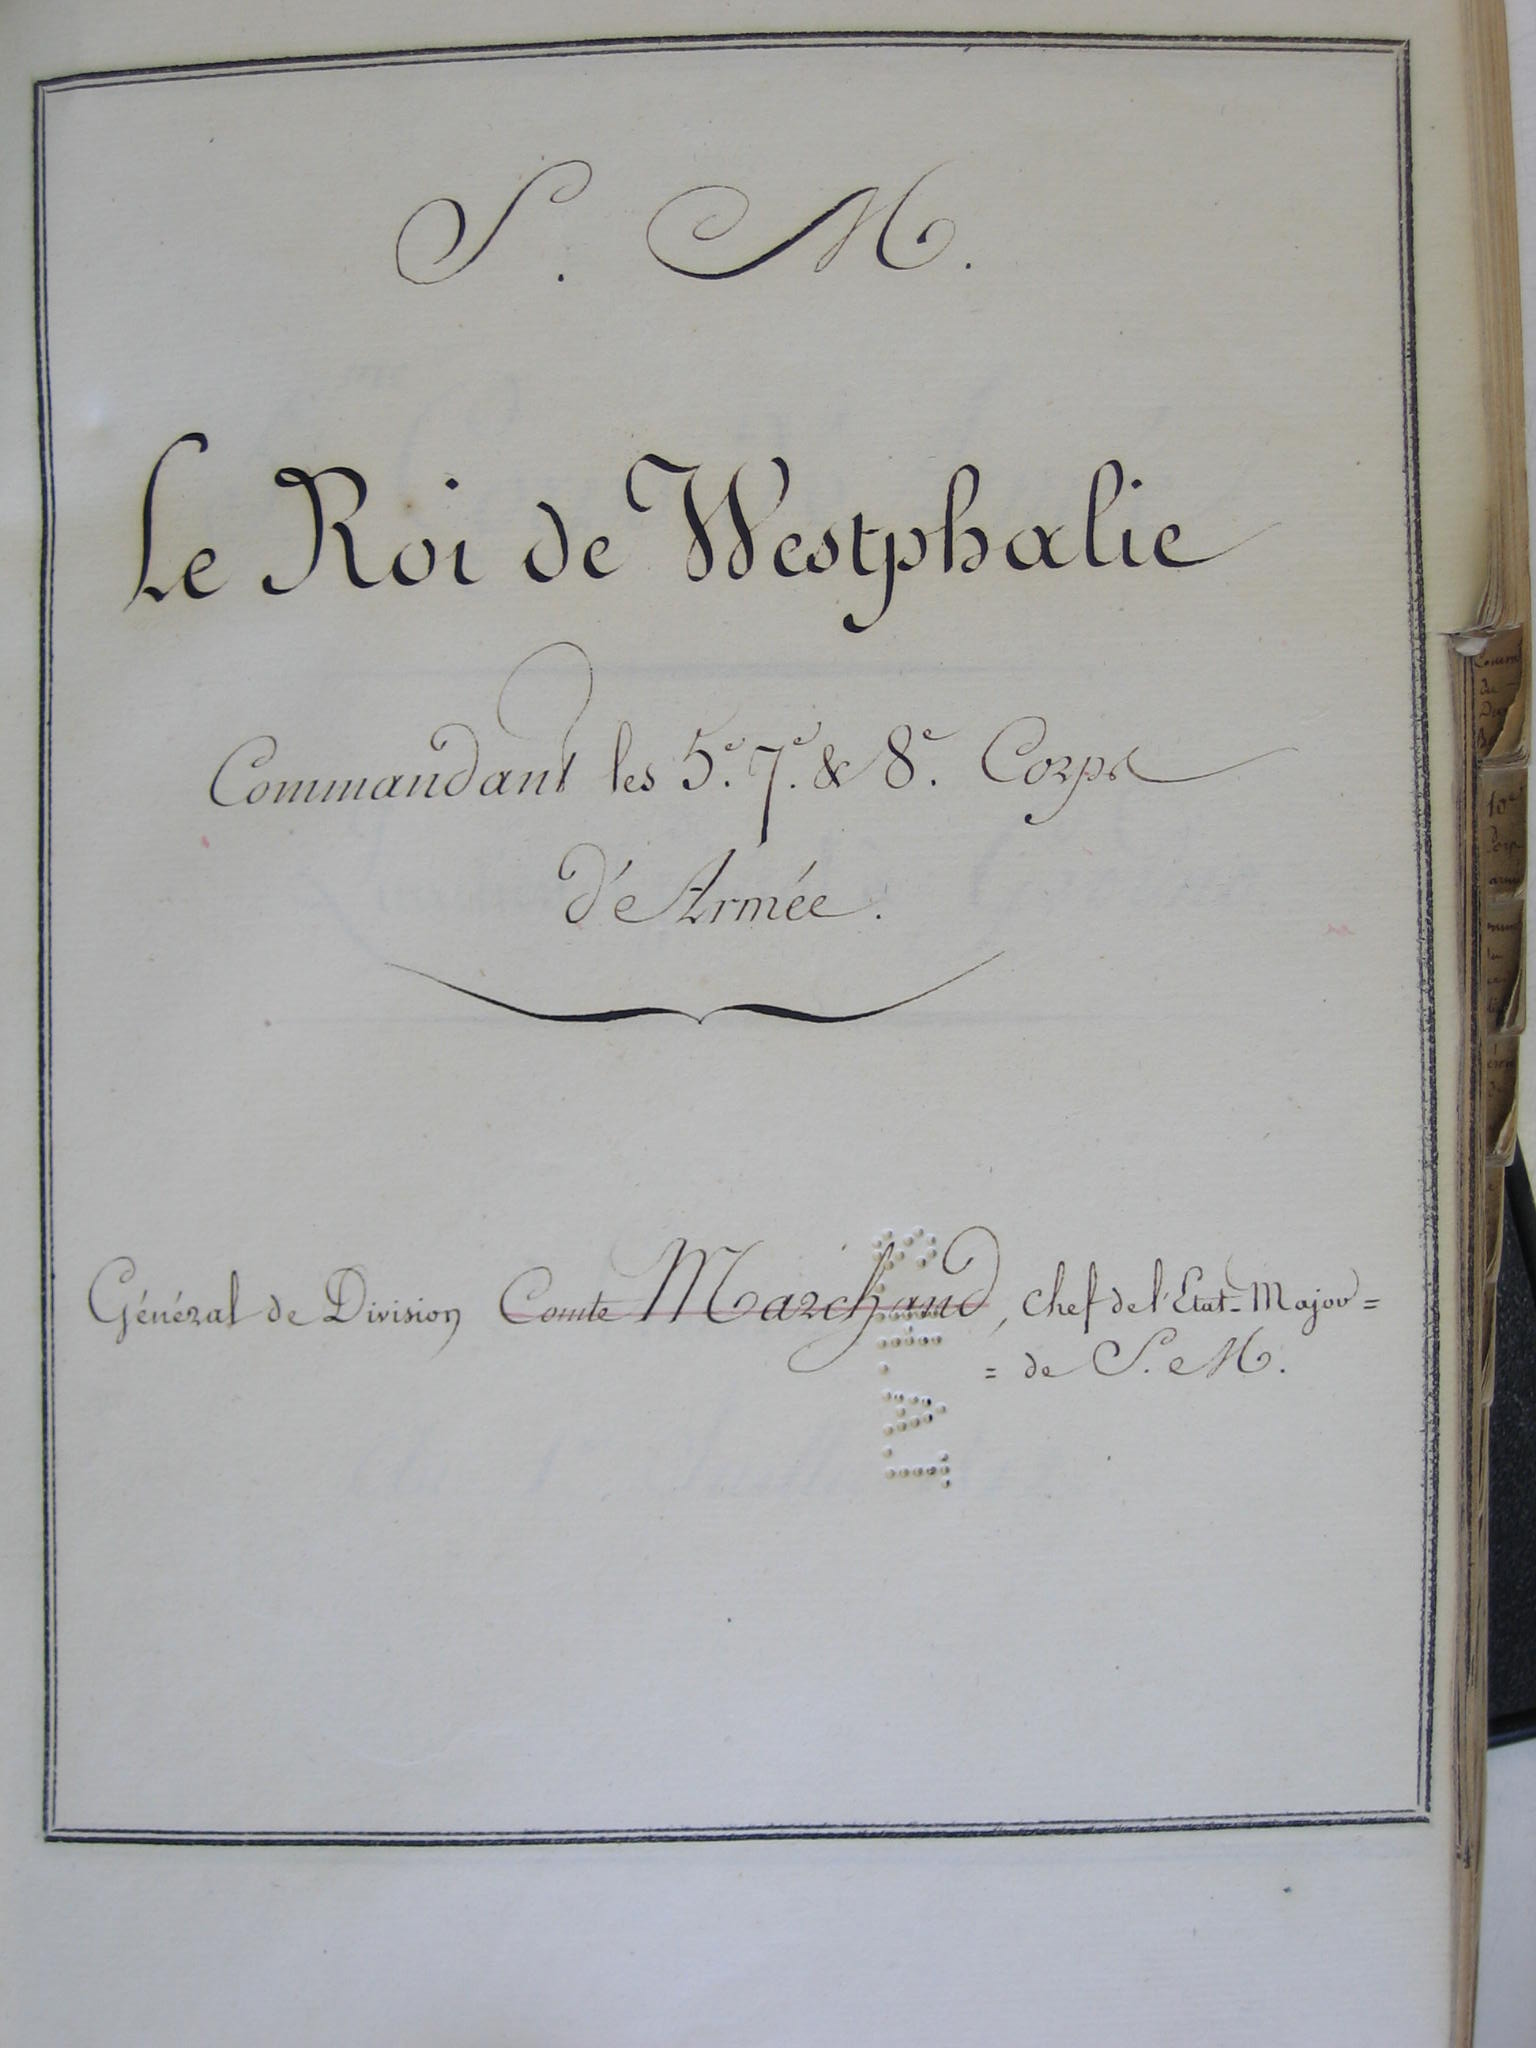 S. M.
Le Roi de Westphalie
Commandant les 5e. 7e. & 8e. Corps
d'Armée.
Général de Division Comte Marchand, Chef de l'Etat-Major=
= de S. M.
10e